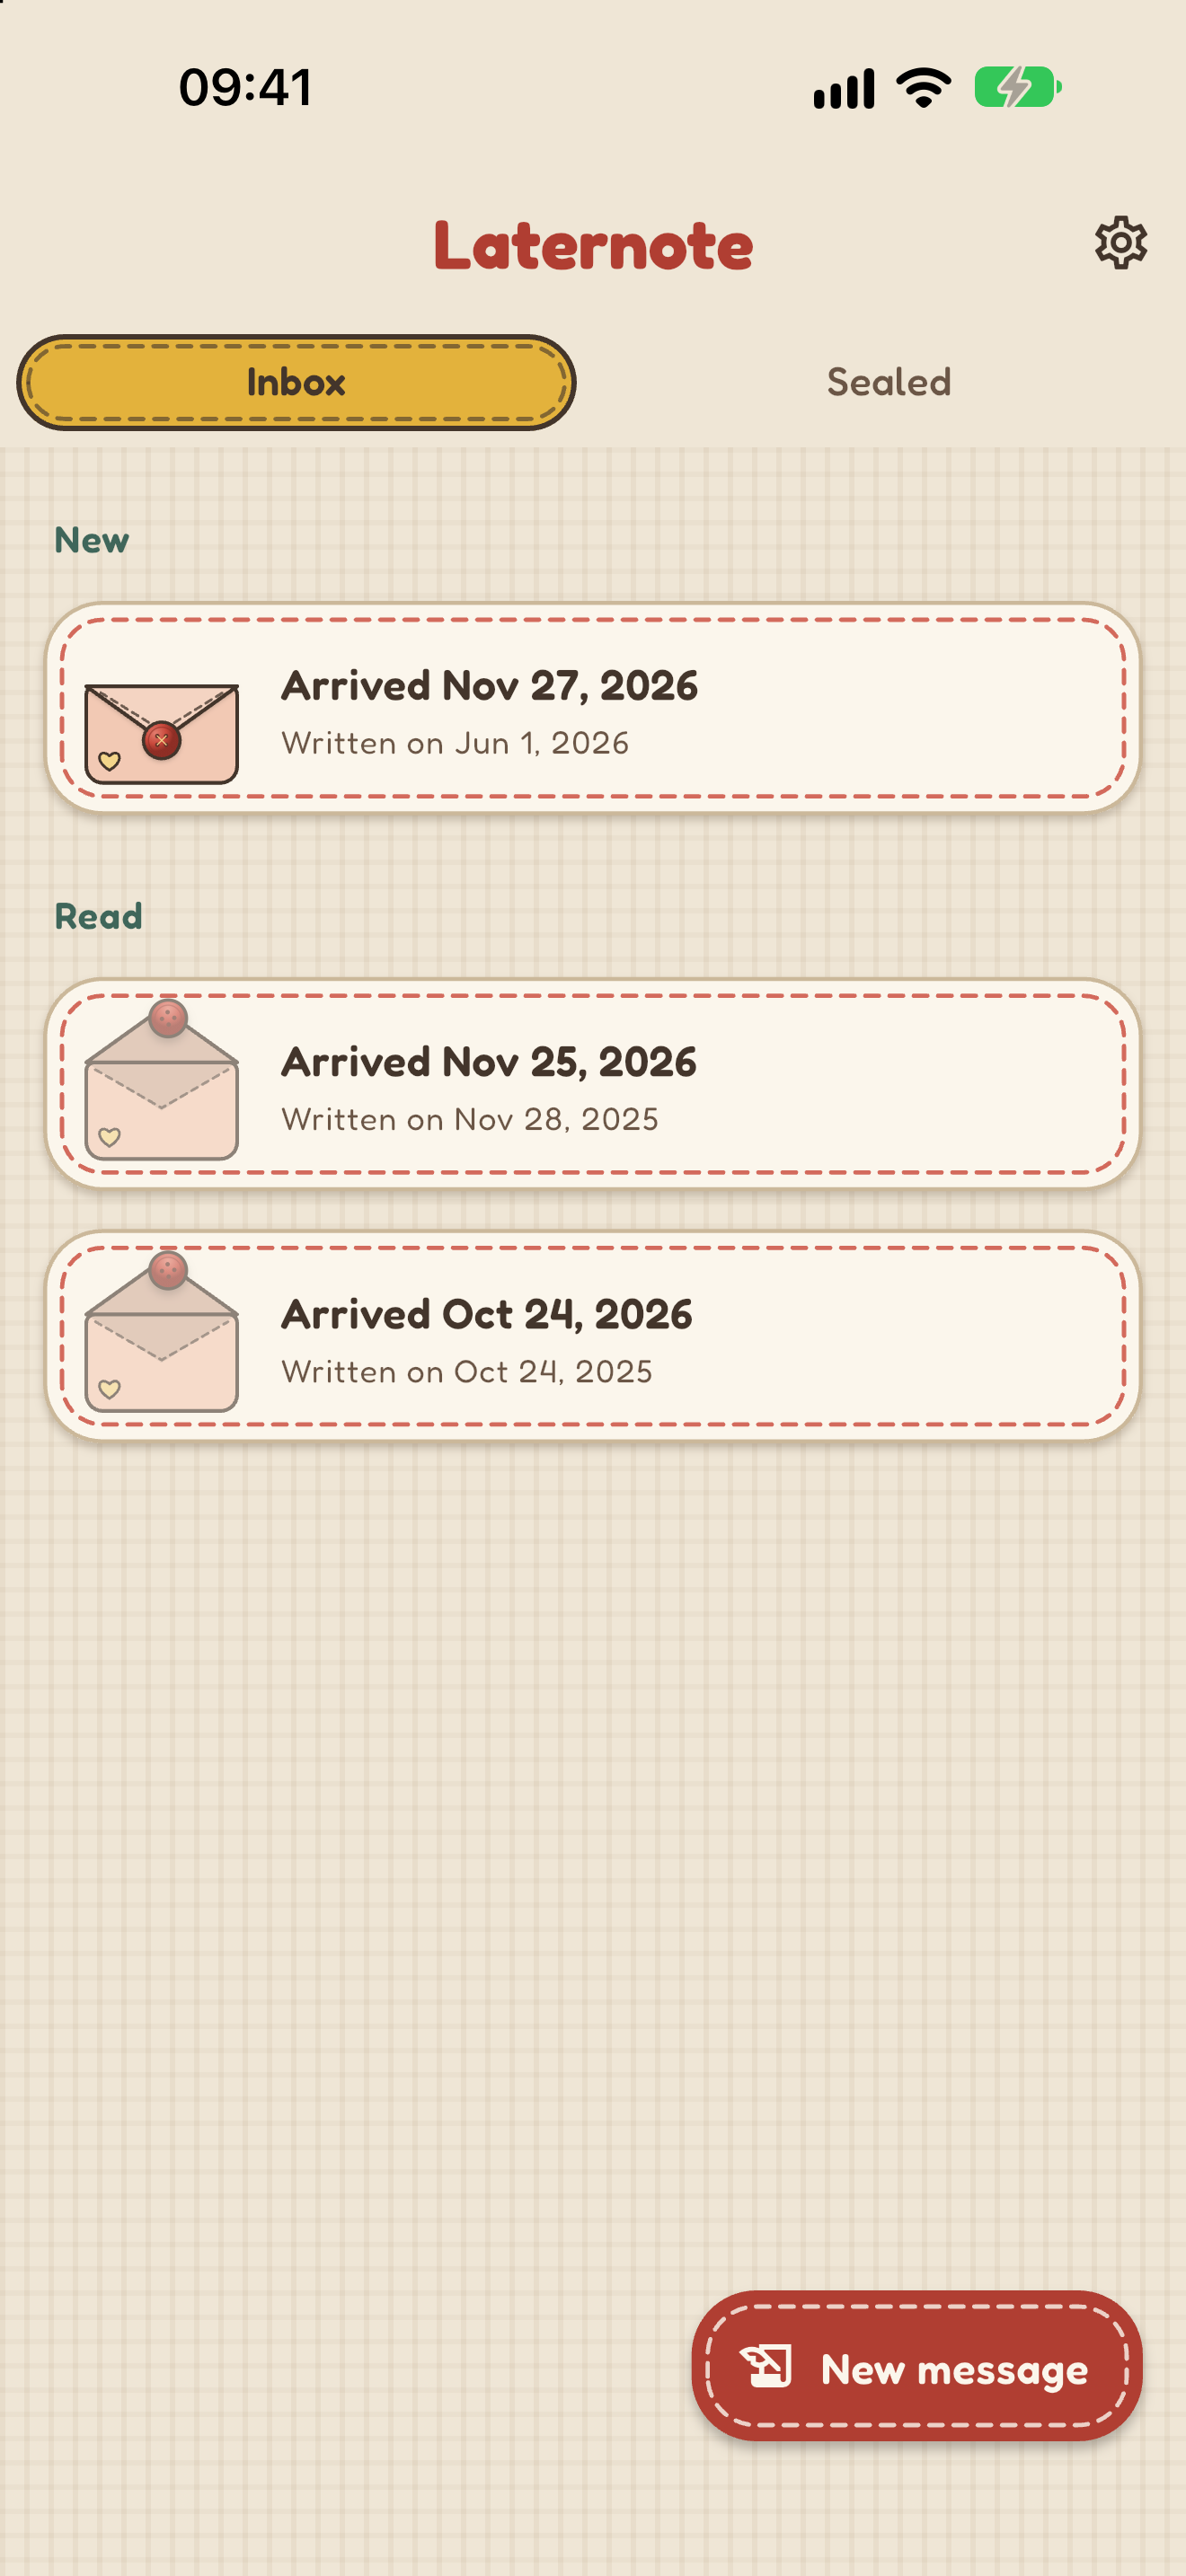 09:41
Laternote
Inbox
Sealed
New
Arrived Nov 27, 2026
Written on Jun 1, 2026
Read
Arrived Nov 25, 2026
Written on Nov 28, 2025
Arrived Oct 24, 2026
Written on Oct 24, 2025
New message